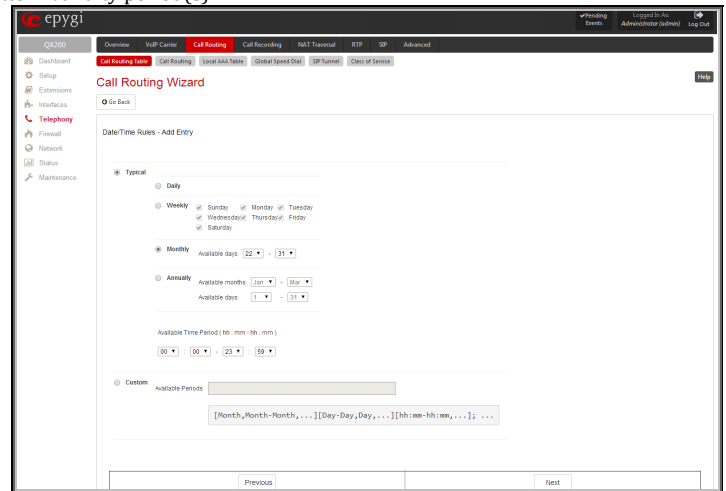 epygi
Pending Events
Logged In As:
Administrator (admin)
Log Out
QX200
Overview VoIP Carrier Call Routing Call Recording NAT Traversal RTP SIP Advanced
Dashboard
Setup
Extensions
Interfaces
Telephony
Firewall
Network
Status
Maintenance
Call Routing Table Call Routing Local AAA Table Global Speed Dial SIP Tunnel Class of Service
Call Routing Wizard
Help
Go Back
Date/Time Rules - Add Entry
Typical
Daily
Weekly
Sunday Monday Tuesday
Wednesday Thursday Friday
Saturday
Monthly Available days 22 - 31
Annually Available months Jan - Mar
Available days 1 - 31
Available Time Period ( hh : mm - hh : mm )
00 : 00 - 23 : 59
Custom Available Periods
[Month,Month-Month,...][Day-Day,Day,...][hh:mm-hh:mm,...]; ...
Previous Next